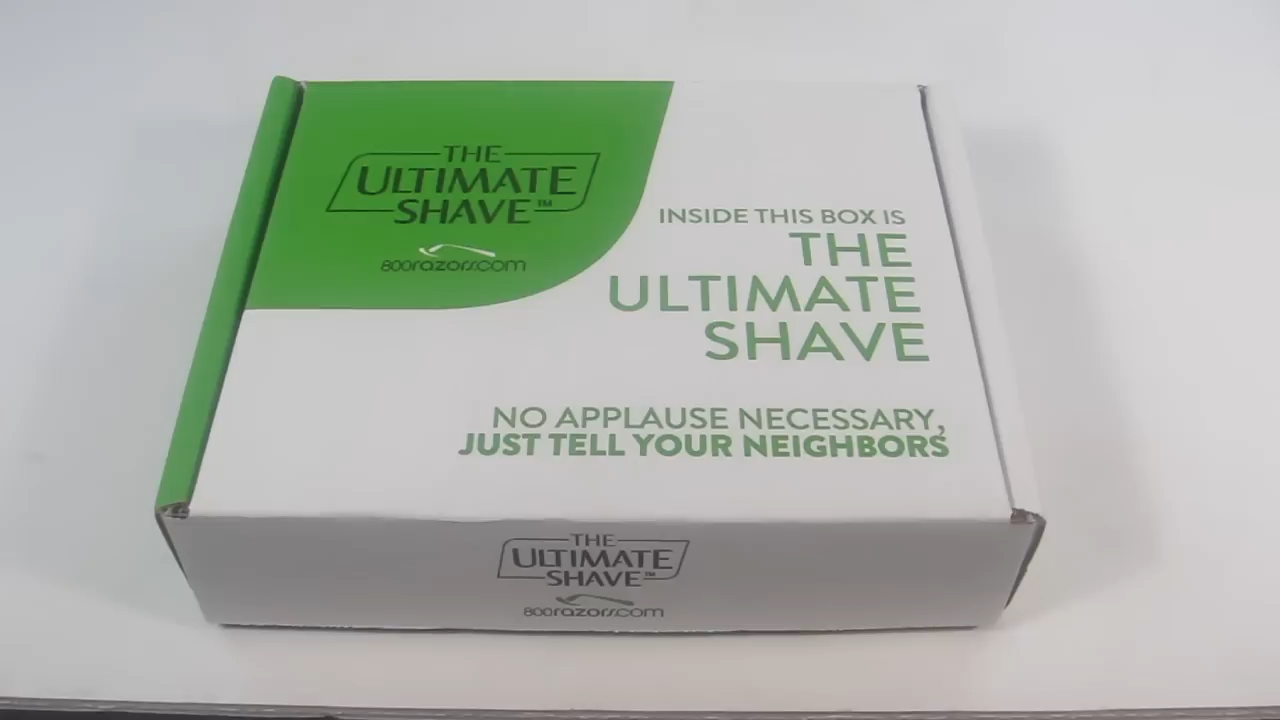 THE
ULTIMATE
SHAVE™
800razors.com
INSIDE THIS BOX IS
THE
ULTIMATE
SHAVE
NO APPLAUSE NECESSARY,
JUST TELL YOUR NEIGHBORS
THE
ULTIMATE
SHAVE™
800razors.com